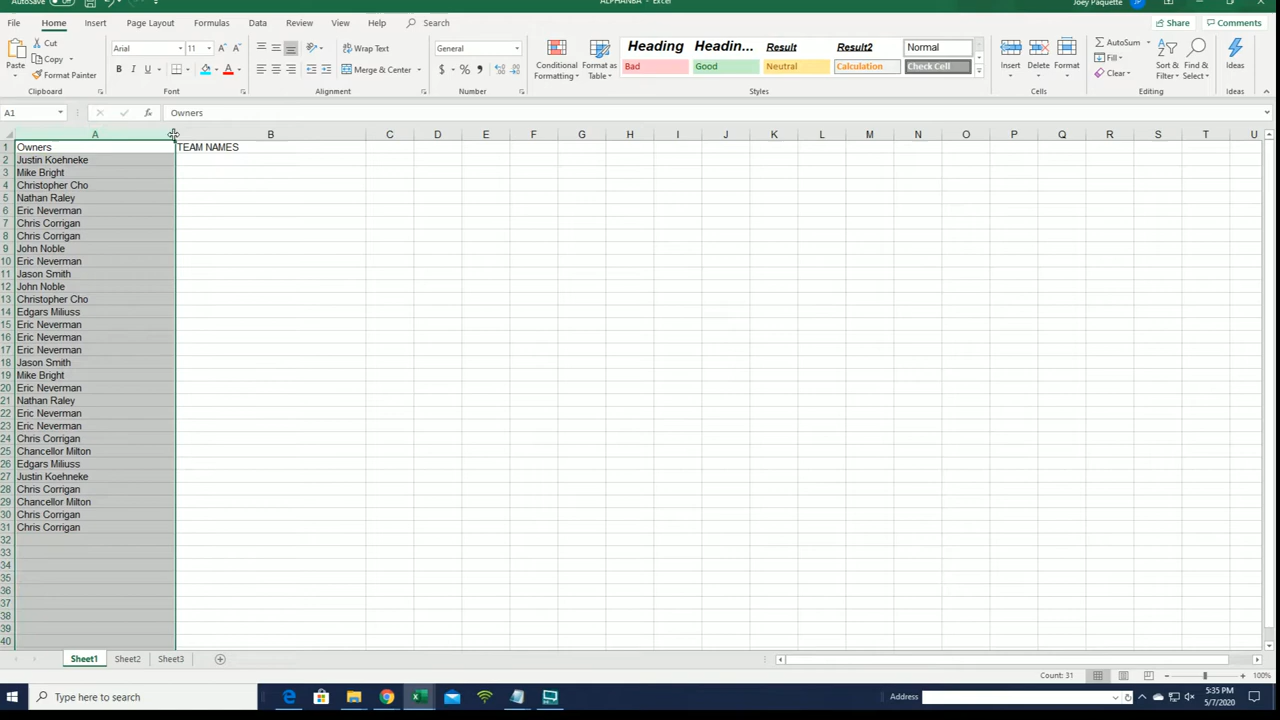 AutoSave
ALPHANBA - Excel
Joey Paquette
JP
File Home Insert Page Layout Formulas Data Review View Help Search Share Comments
Paste Cut Copy Format Painter
Arial 11 A A Wrap Text General Heading Headin... Result Result2 Normal
B I U A Merge & Center $ % Bad Good Neutral Calculation Check Cell
Conditional Formatting Format as Table Insert Delete Format AutoSum Fill Clear Sort & Filter Find & Select Ideas
Clipboard Font Alignment Number Styles Cells Editing Ideas
A1 fx Owners
A B C D E F G H I J K L M N O P Q R S T U
1 Owners TEAM NAMES
2 Justin Koehneke
3 Mike Bright
4 Christopher Cho
5 Nathan Raley
6 Eric Neverman
7 Chris Corrigan
8 Chris Corrigan
9 John Noble
10 Eric Neverman
11 Jason Smith
12 John Noble
13 Christopher Cho
14 Edgars Miliuss
15 Eric Neverman
16 Eric Neverman
17 Eric Neverman
18 Jason Smith
19 Mike Bright
20 Eric Neverman
21 Nathan Raley
22 Eric Neverman
23 Eric Neverman
24 Chris Corrigan
25 Chancellor Milton
26 Edgars Miliuss
27 Justin Koehneke
28 Chris Corrigan
29 Chancellor Milton
30 Chris Corrigan
31 Chris Corrigan
32
33
34
35
36
37
38
39
40
Sheet1 Sheet2 Sheet3
Count: 31 100%
Type here to search Address 5:35 PM
5/7/2020